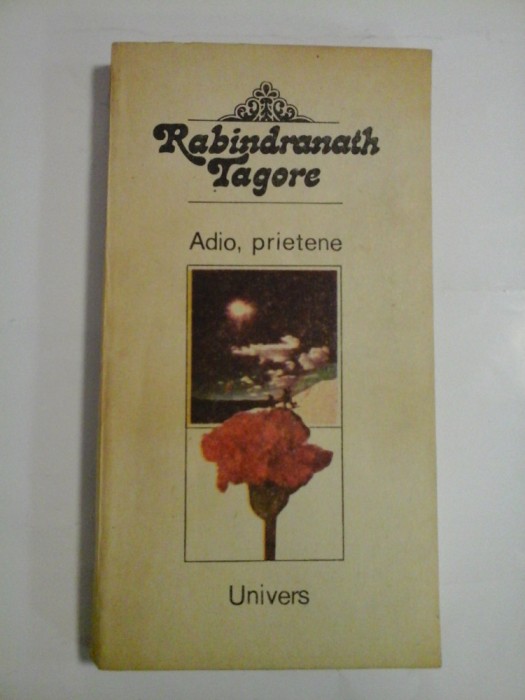 Rabindranath
Tagore
Adio, prietene
Univers